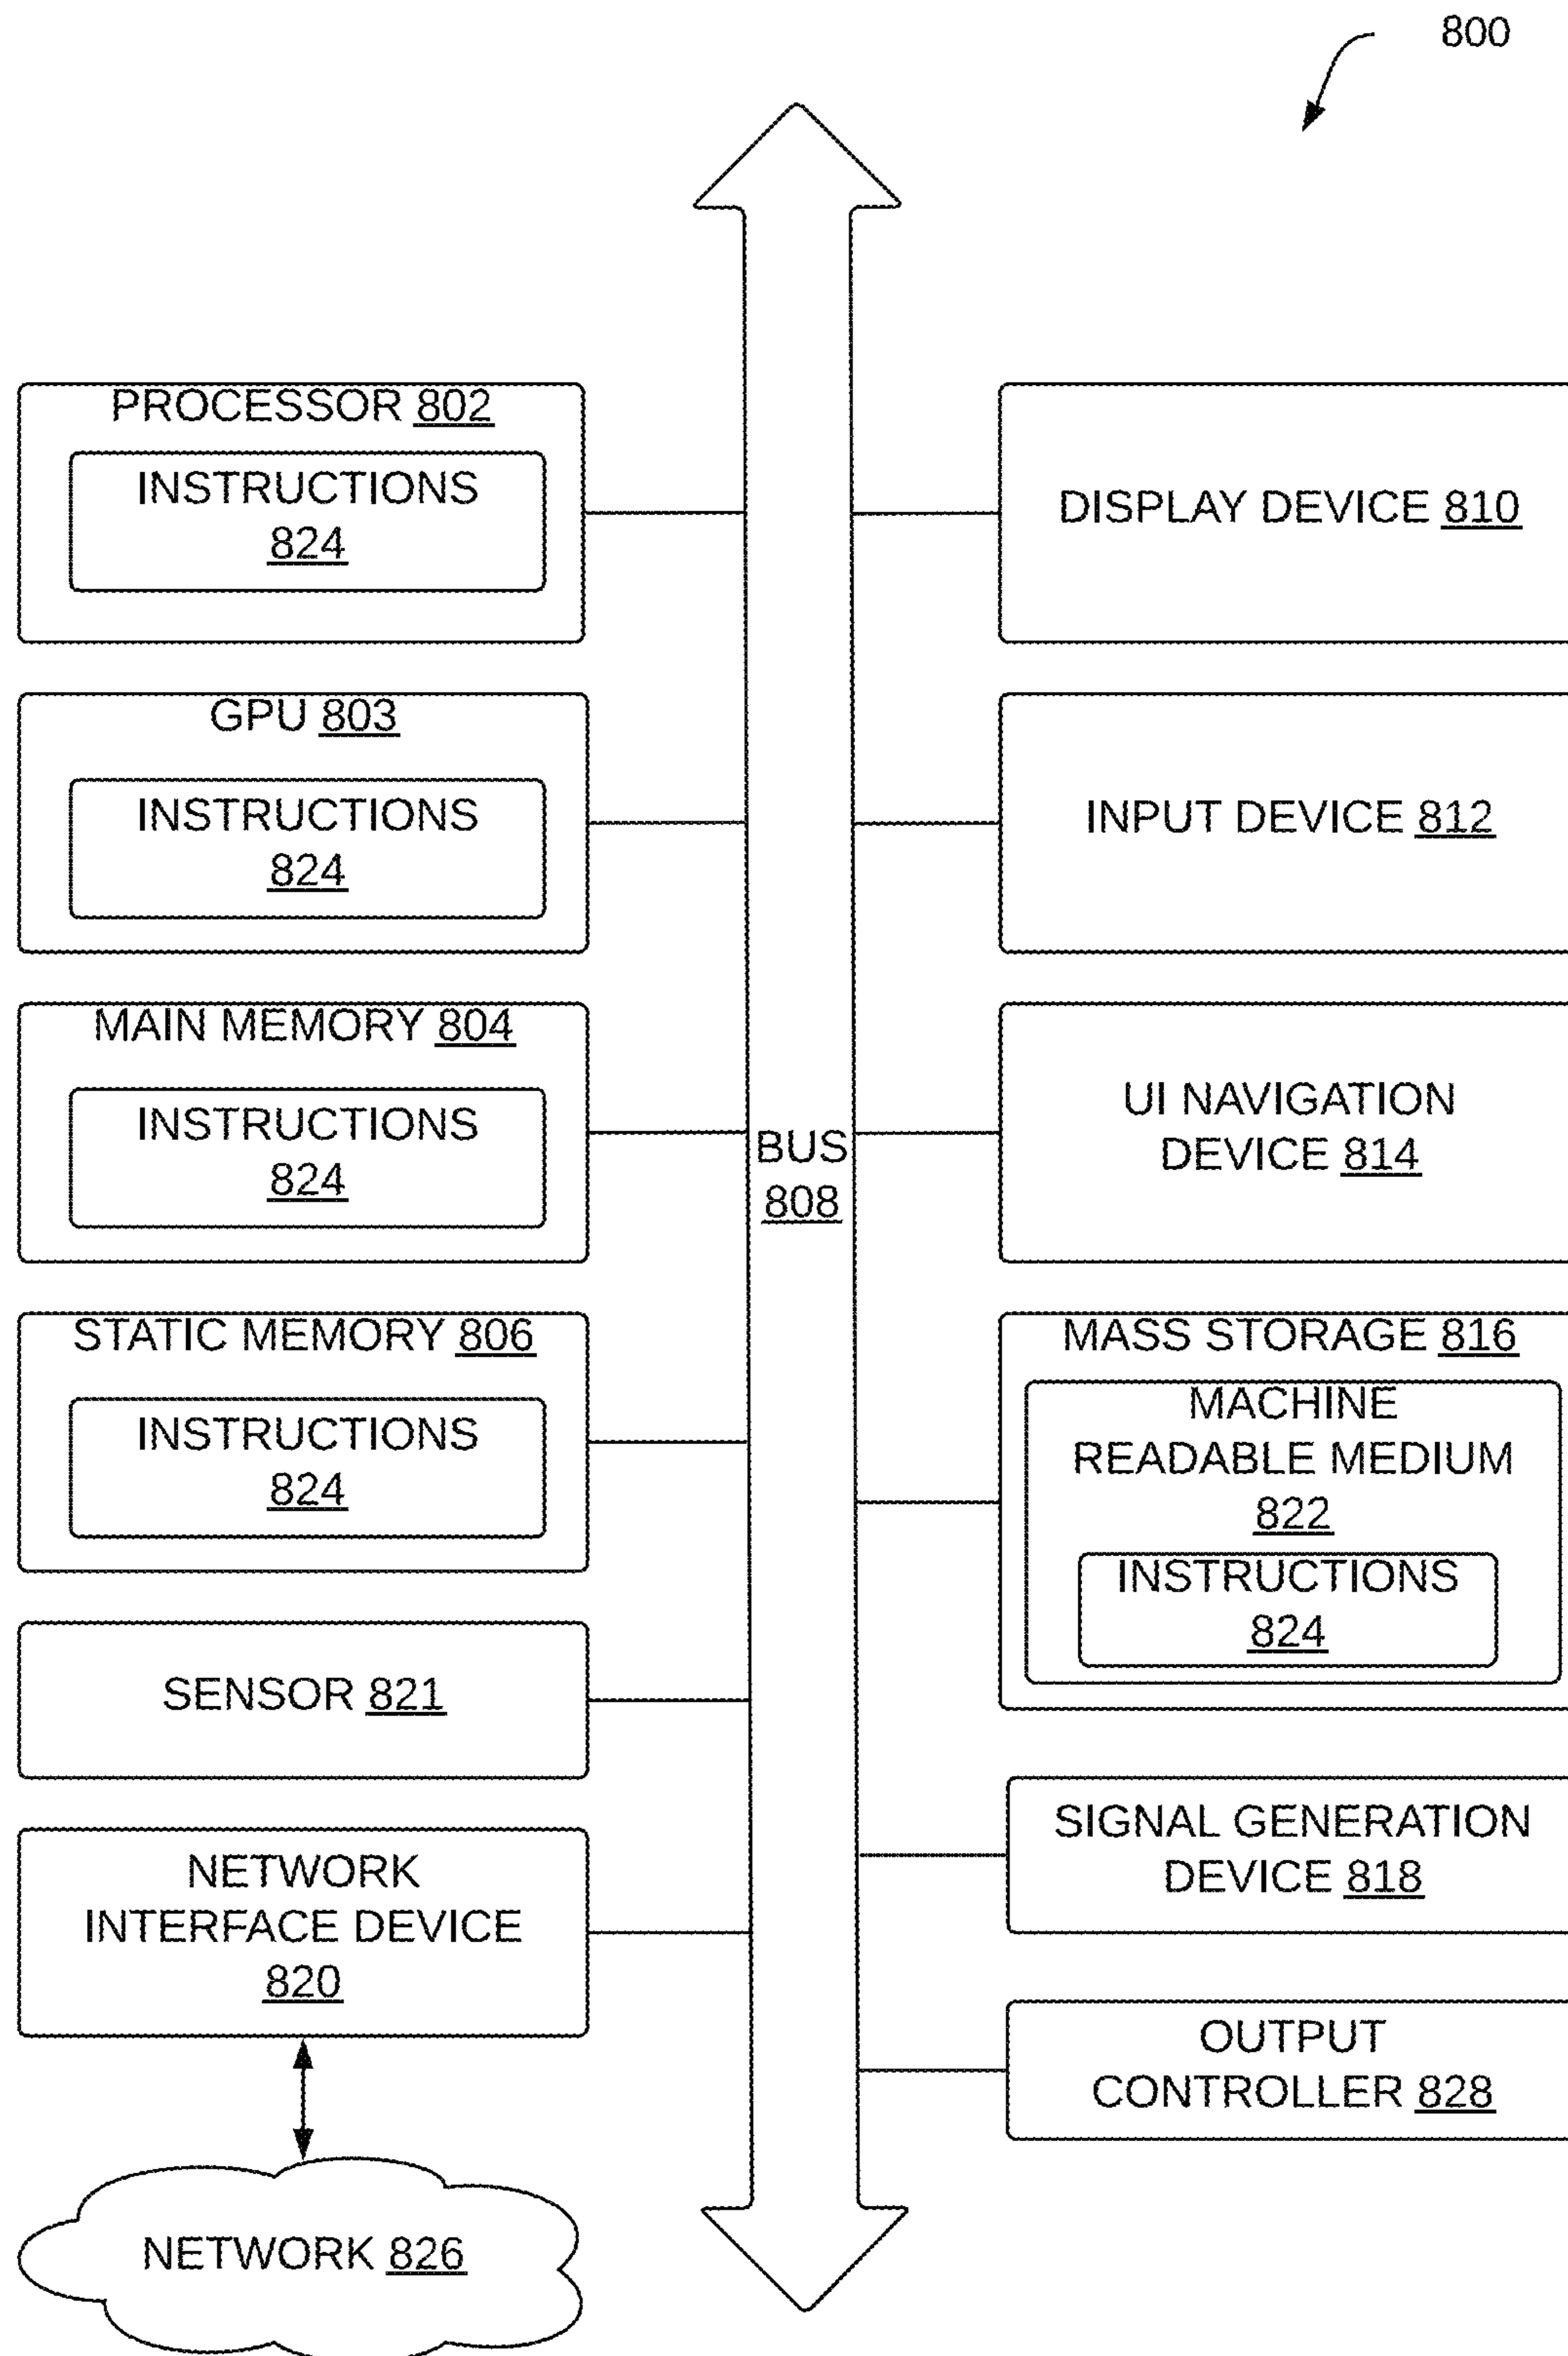 800
PROCESSOR 802
INSTRUCTIONS
824
GPU 803
INSTRUCTIONS
824
MAIN MEMORY 804
INSTRUCTIONS
824
STATIC MEMORY 806
INSTRUCTIONS
824
SENSOR 821
NETWORK
INTERFACE DEVICE
820
NETWORK 826
BUS
808
DISPLAY DEVICE 810
INPUT DEVICE 812
UI NAVIGATION
DEVICE 814
MASS STORAGE 816
MACHINE
READABLE MEDIUM
822
INSTRUCTIONS
824
SIGNAL GENERATION
DEVICE 818
OUTPUT
CONTROLLER 828